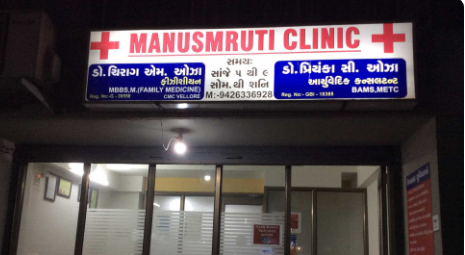 MANUSMRUTI CLINIC
ડો. ચિરાગ એમ. ઓઝા
ફીઝીશીયન
MBBS,M.(FAMILY MEDICINE)
CMC VELLORE
સમય:
સાંજે ૫ થી ૯
સોમ.થી શનિ
M:-9426336928
ડો. પ્રિયંકા સી. ઓઝા
આર્યુવેદિક કન્સલ્ટન્ટ
BAMS,METC